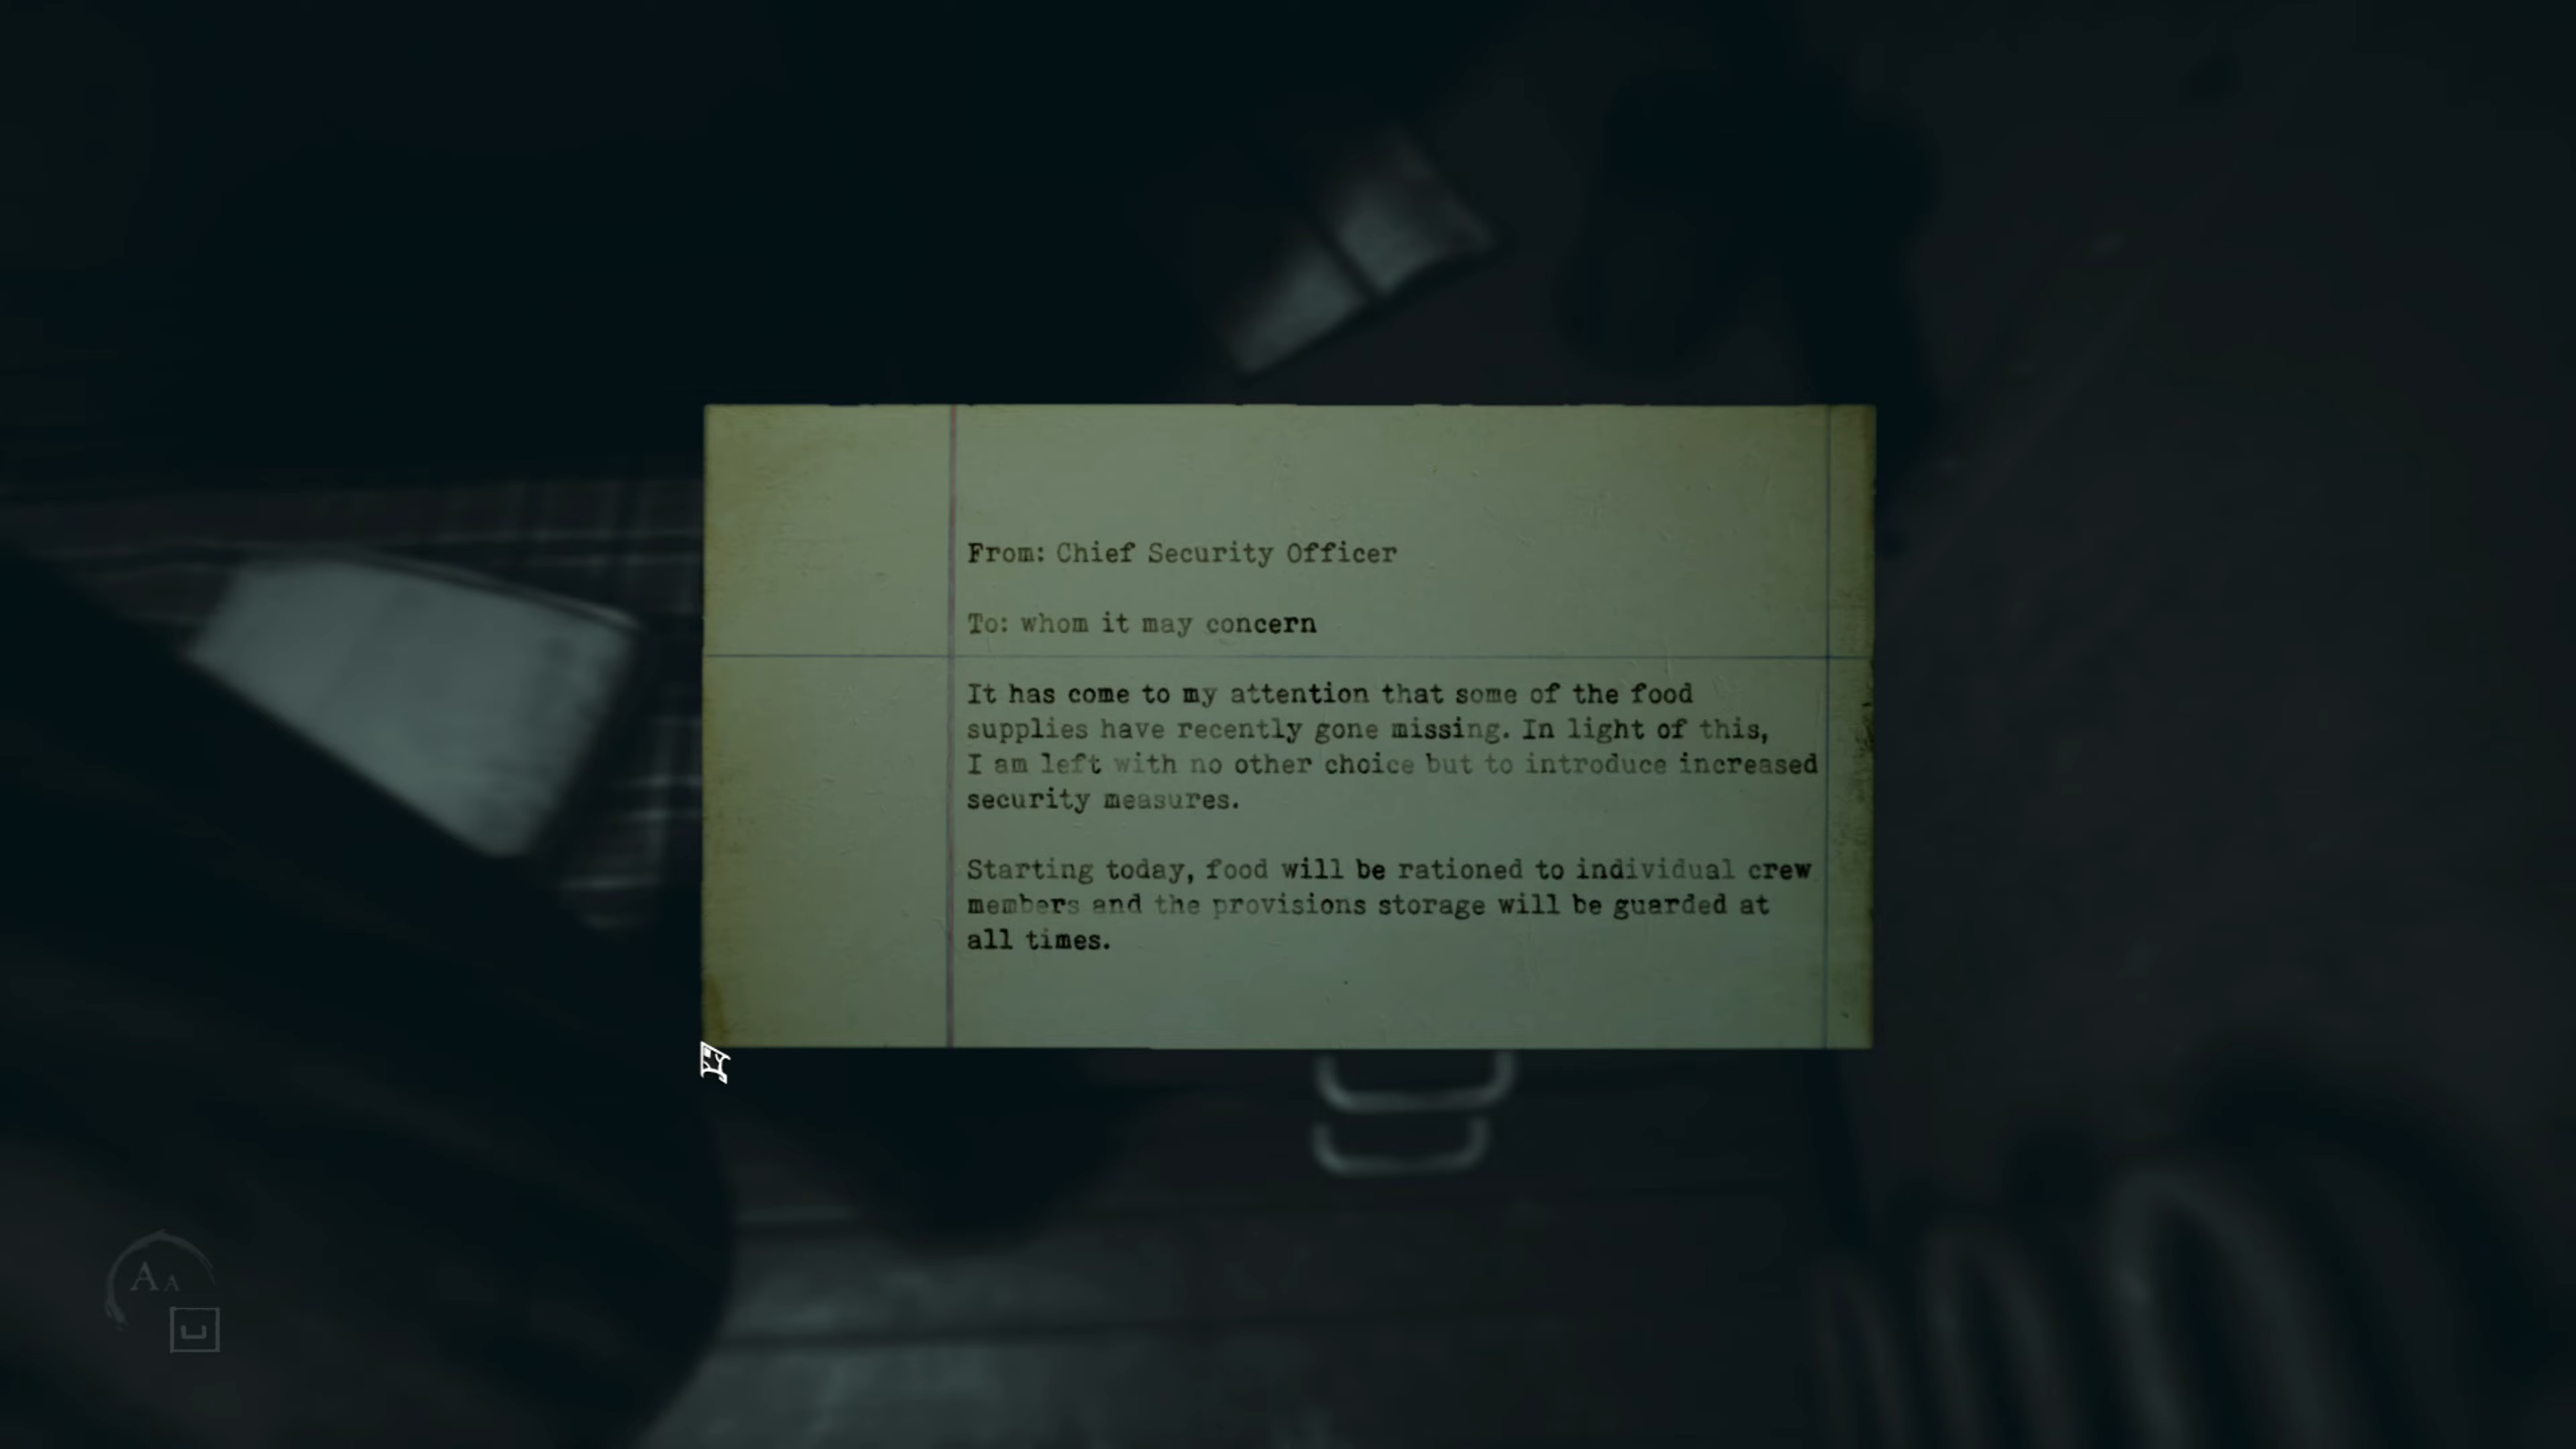 From: Chief Security Officer
To: whom it may concern
It has come to my attention that some of the food
supplies have recently gone missing. In light of this,
I am left with no other choice but to introduce increased
security measures.
Starting today, food will be rationed to individual crew
members and the provisions storage will be guarded at
all times.
A A